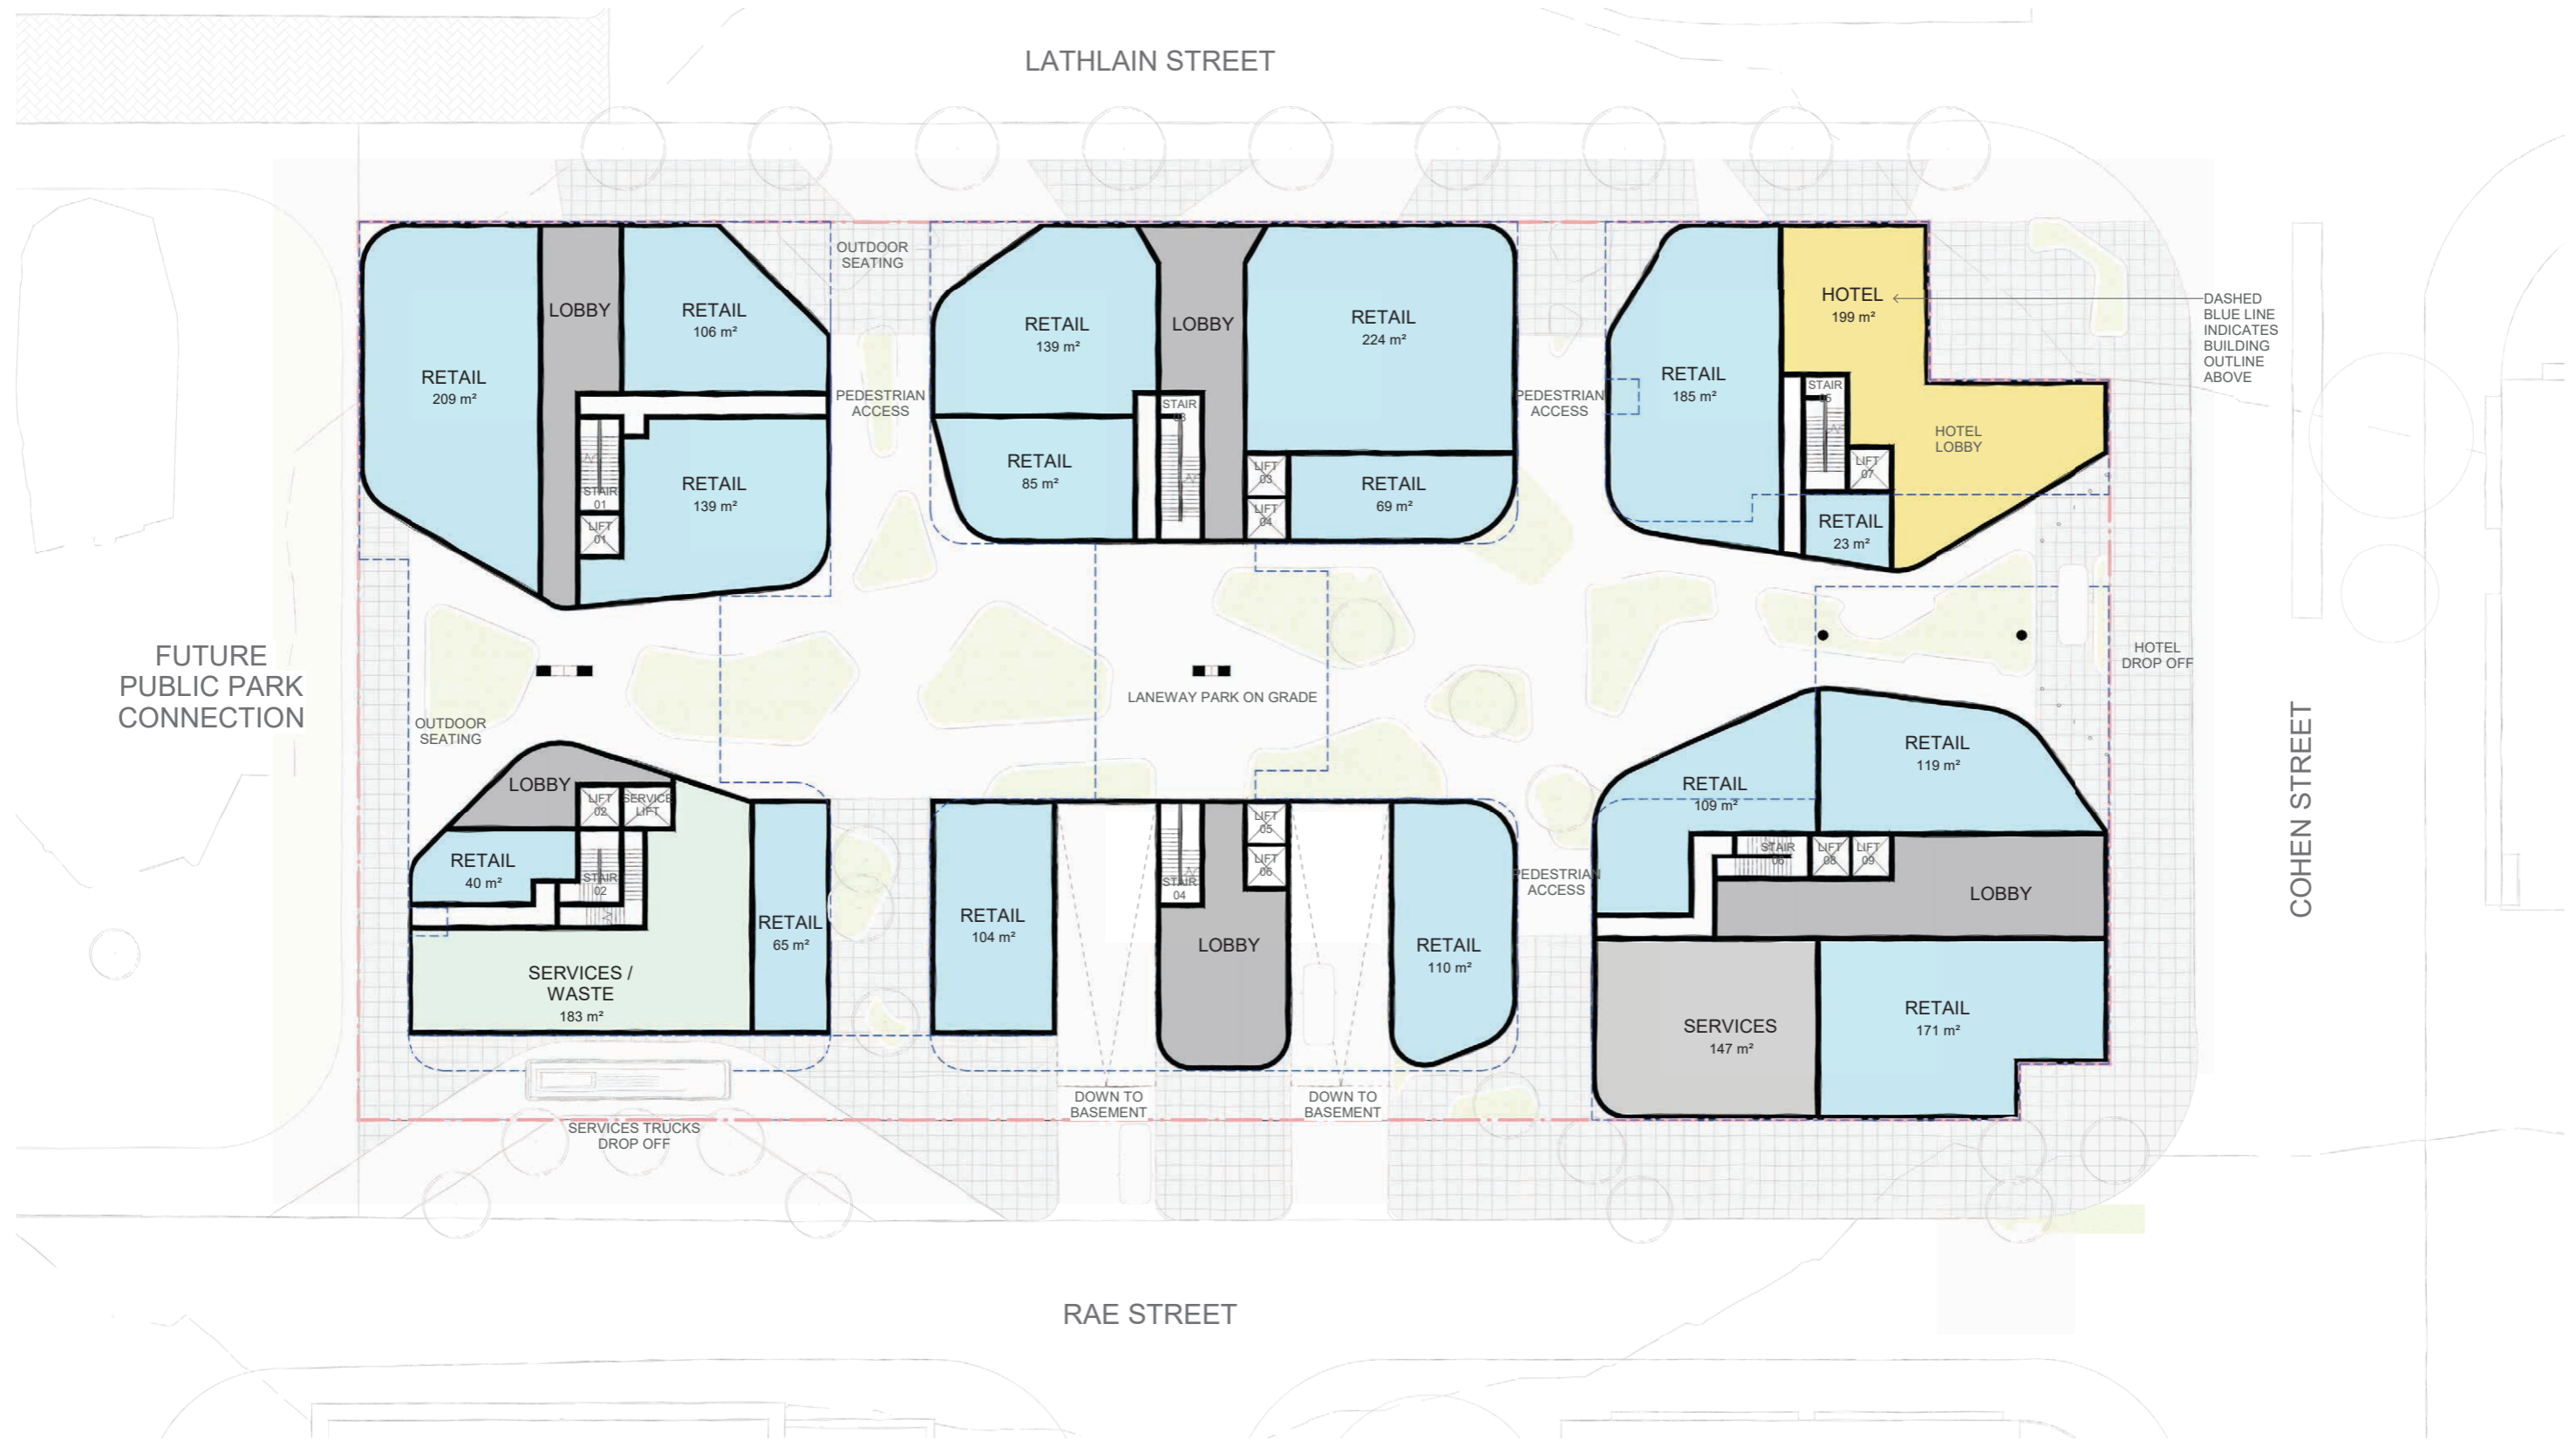 LATHLAIN STREET
OUTDOOR
SEATING
LOBBY
RETAIL
106 m²
RETAIL
209 m²
PEDESTRIAN
ACCESS
RETAIL
139 m²
STAIR
01
LIFT
01
RETAIL
139 m²
LOBBY
RETAIL
224 m²
STAIR
03
RETAIL
85 m²
LIFT
03
LIFT
04
RETAIL
69 m²
PEDESTRIAN
ACCESS
RETAIL
185 m²
HOTEL
199 m²
STAIR
05
HOTEL
LOBBY
LIFT
07
RETAIL
23 m²
DASHED
BLUE LINE
INDICATES
BUILDING
OUTLINE
ABOVE
FUTURE
PUBLIC PARK
CONNECTION
OUTDOOR
SEATING
LANEWAY PARK ON GRADE
HOTEL
DROP OFF
COHEN STREET
LOBBY
LIFT
02
SERVICE
LIFT
RETAIL
40 m²
STAIR
02
RETAIL
65 m²
SERVICES /
WASTE
183 m²
RETAIL
104 m²
STAIR
04
LIFT
05
LIFT
06
LOBBY
RETAIL
110 m²
PEDESTRIAN
ACCESS
RETAIL
109 m²
RETAIL
119 m²
STAIR
06
LIFT
08
LIFT
09
LOBBY
SERVICES
147 m²
RETAIL
171 m²
SERVICES TRUCKS
DROP OFF
DOWN TO
BASEMENT
DOWN TO
BASEMENT
RAE STREET